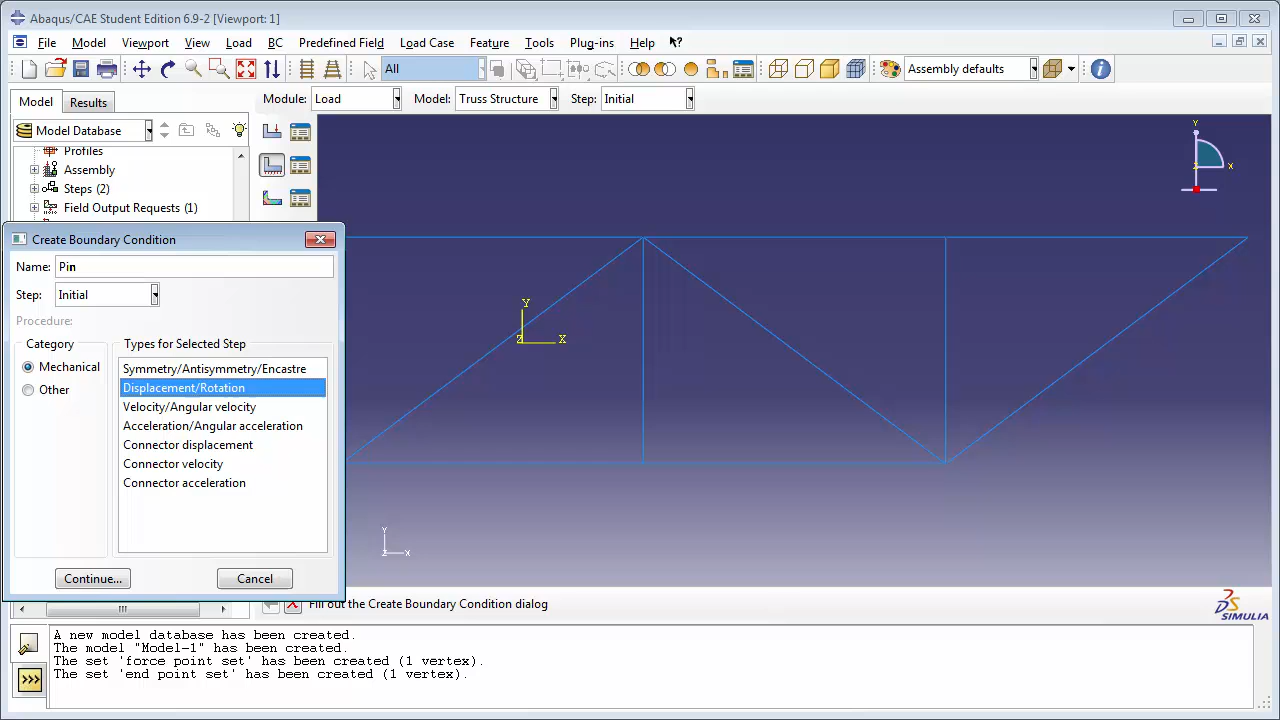 Abaqus/CAE Student Edition 6.9-2 [Viewport: 1]
File Model Viewport View Load BC Predefined Field Load Case Feature Tools Plug-ins Help
All Assembly defaults
Model Results Module: Load Model: Truss Structure Step: Initial
Model Database
Profiles
Assembly
Steps (2)
Field Output Requests (1)
Create Boundary Condition
Name: Pin
Step: Initial
Procedure:
Category
Mechanical
Other
Types for Selected Step
Symmetry/Antisymmetry/Encastre
Displacement/Rotation
Velocity/Angular velocity
Acceleration/Angular acceleration
Connector displacement
Connector velocity
Connector acceleration
Continue... Cancel
Y
X
Z
Y
X
Z
Y
X
Z
Fill out the Create Boundary Condition dialog
SIMULIA
A new model database has been created.
The model "Model-1" has been created.
The set 'force point set' has been created (1 vertex).
The set 'end point set' has been created (1 vertex).
>>>